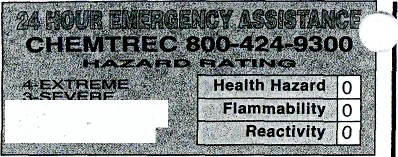 24 HOUR EMERGENCY ASSISTANCE
CHEMTREC 800-424-9300
HAZARD RATING
4-EXTREME
3-SEVERE
Health Hazard 0
Flammability 0
Reactivity 0